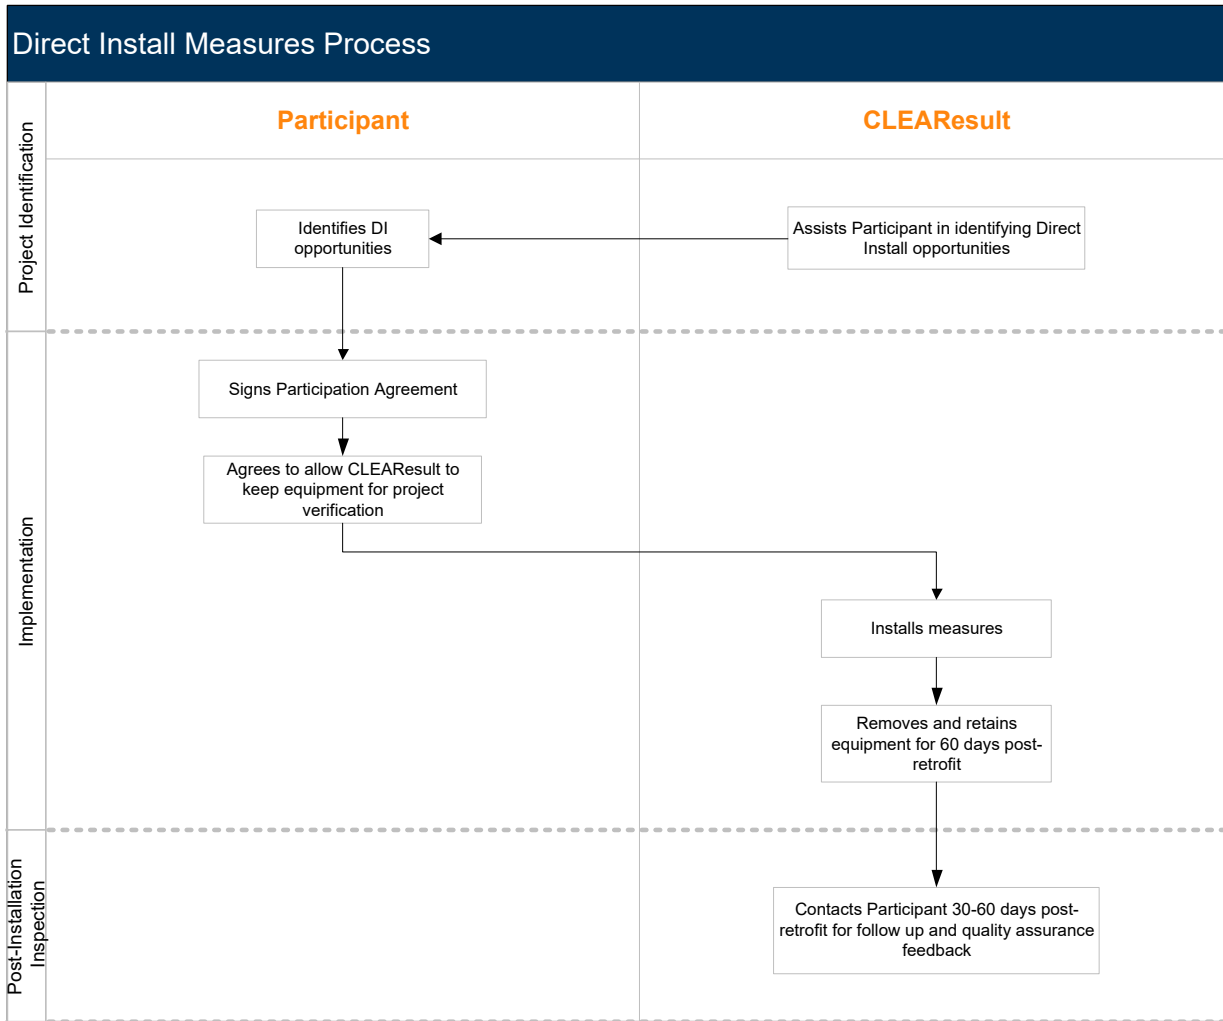 Direct Install Measures Process
Participant
CLEAResult
Project Identification
Identifies DI
opportunities
Assists Participant in identifying Direct
Install opportunities
Implementation
Signs Participation Agreement
Agrees to allow CLEAResult to
keep equipment for project
verification
Installs measures
Removes and retains
equipment for 60 days post-
retrofit
Post-Installation
Inspection
Contacts Participant 30-60 days post-
retrofit for follow up and quality assurance
feedback